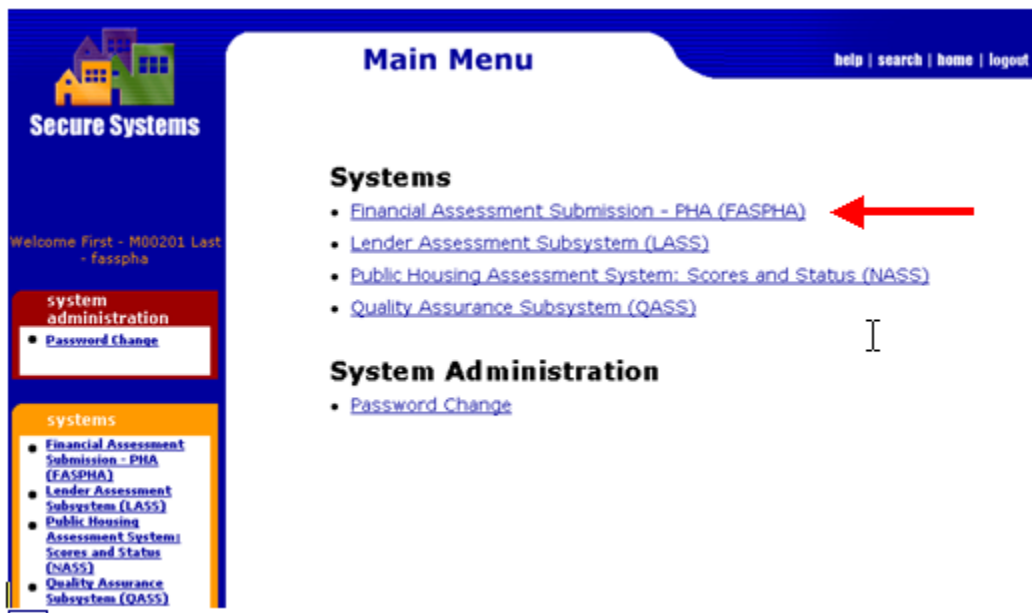 Main Menu
help | search | home | logout
Secure Systems
Welcome First - M00201 Last
- fasspha
system
administration
Password Change
systems
Financial Assessment
Submission - PHA
(FASPHA)
Lender Assessment
Subsystem (LASS)
Public Housing
Assessment System:
Scores and Status
(NASS)
Quality Assurance
Subsystem (QASS)
Systems
Financial Assessment Submission - PHA (FASPHA)
Lender Assessment Subsystem (LASS)
Public Housing Assessment System: Scores and Status (NASS)
Quality Assurance Subsystem (QASS)
System Administration
Password Change